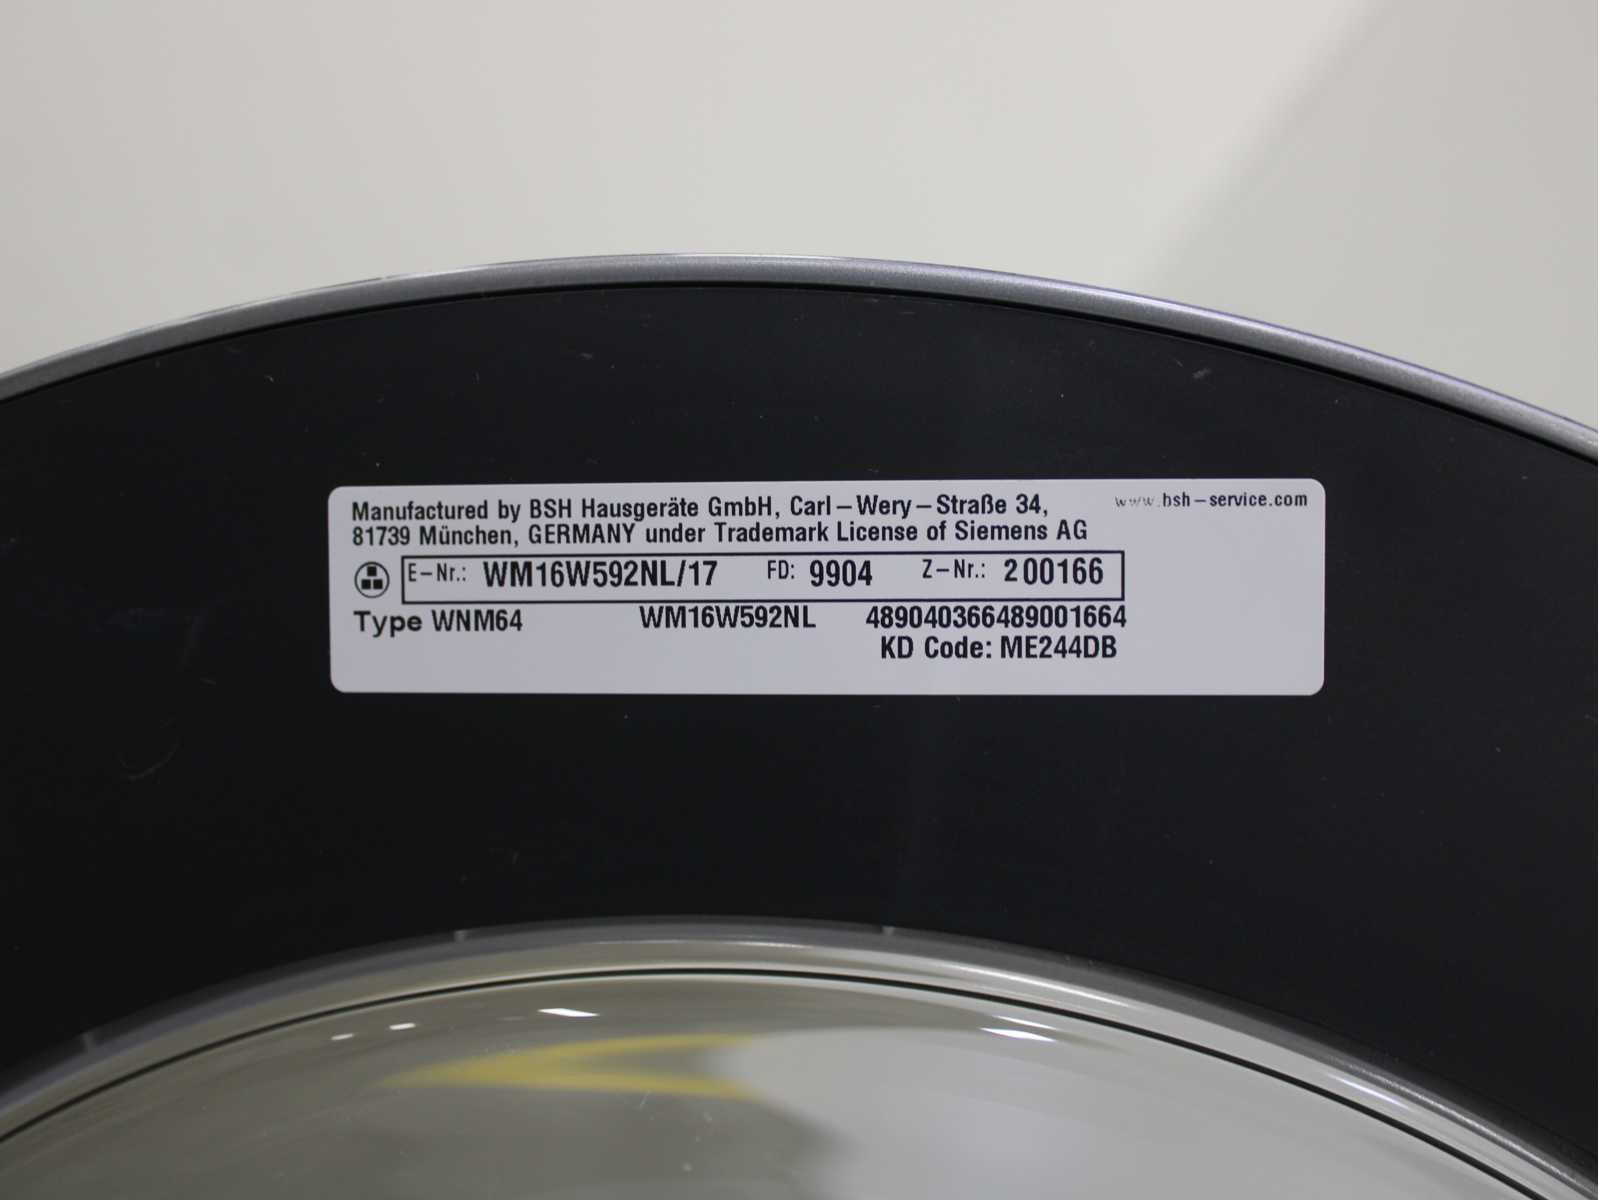 Manufactured by BSH Hausgeräte GmbH, Carl-Wery-Straße 34,
www.bsh-service.com
81739 München, GERMANY under Trademark License of Siemens AG
E-Nr.: WM16W592NL/17 FD: 9904 Z-Nr.: 200166
Type WNM64 WM16W592NL 489040366489001664
KD Code: ME244DB